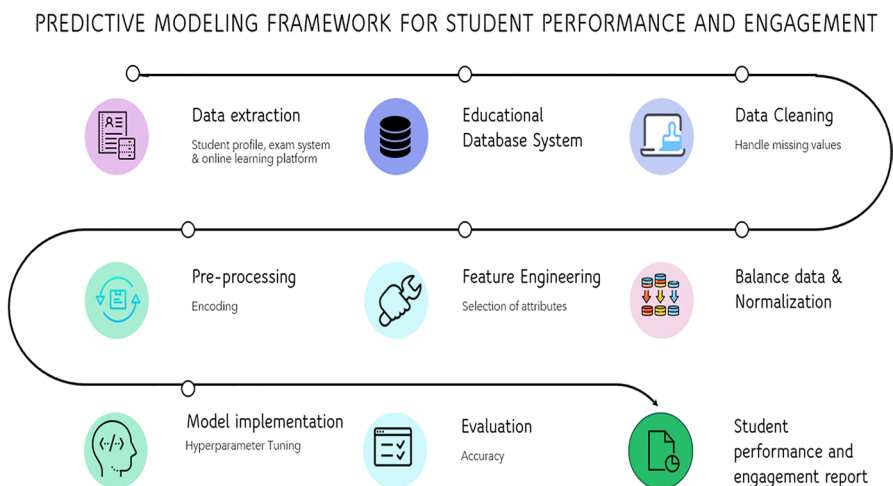 PREDICTIVE MODELING FRAMEWORK FOR STUDENT PERFORMANCE AND ENGAGEMENT
Data extraction
Student profile, exam system
& online learning platform
Educational
Database System
Data Cleaning
Handle missing values
Pre-processing
Encoding
Feature Engineering
Selection of attributes
Balance data &
Normalization
Model implementation
Hyperparameter Tuning
Evaluation
Accuracy
Student
performance and
engagement report